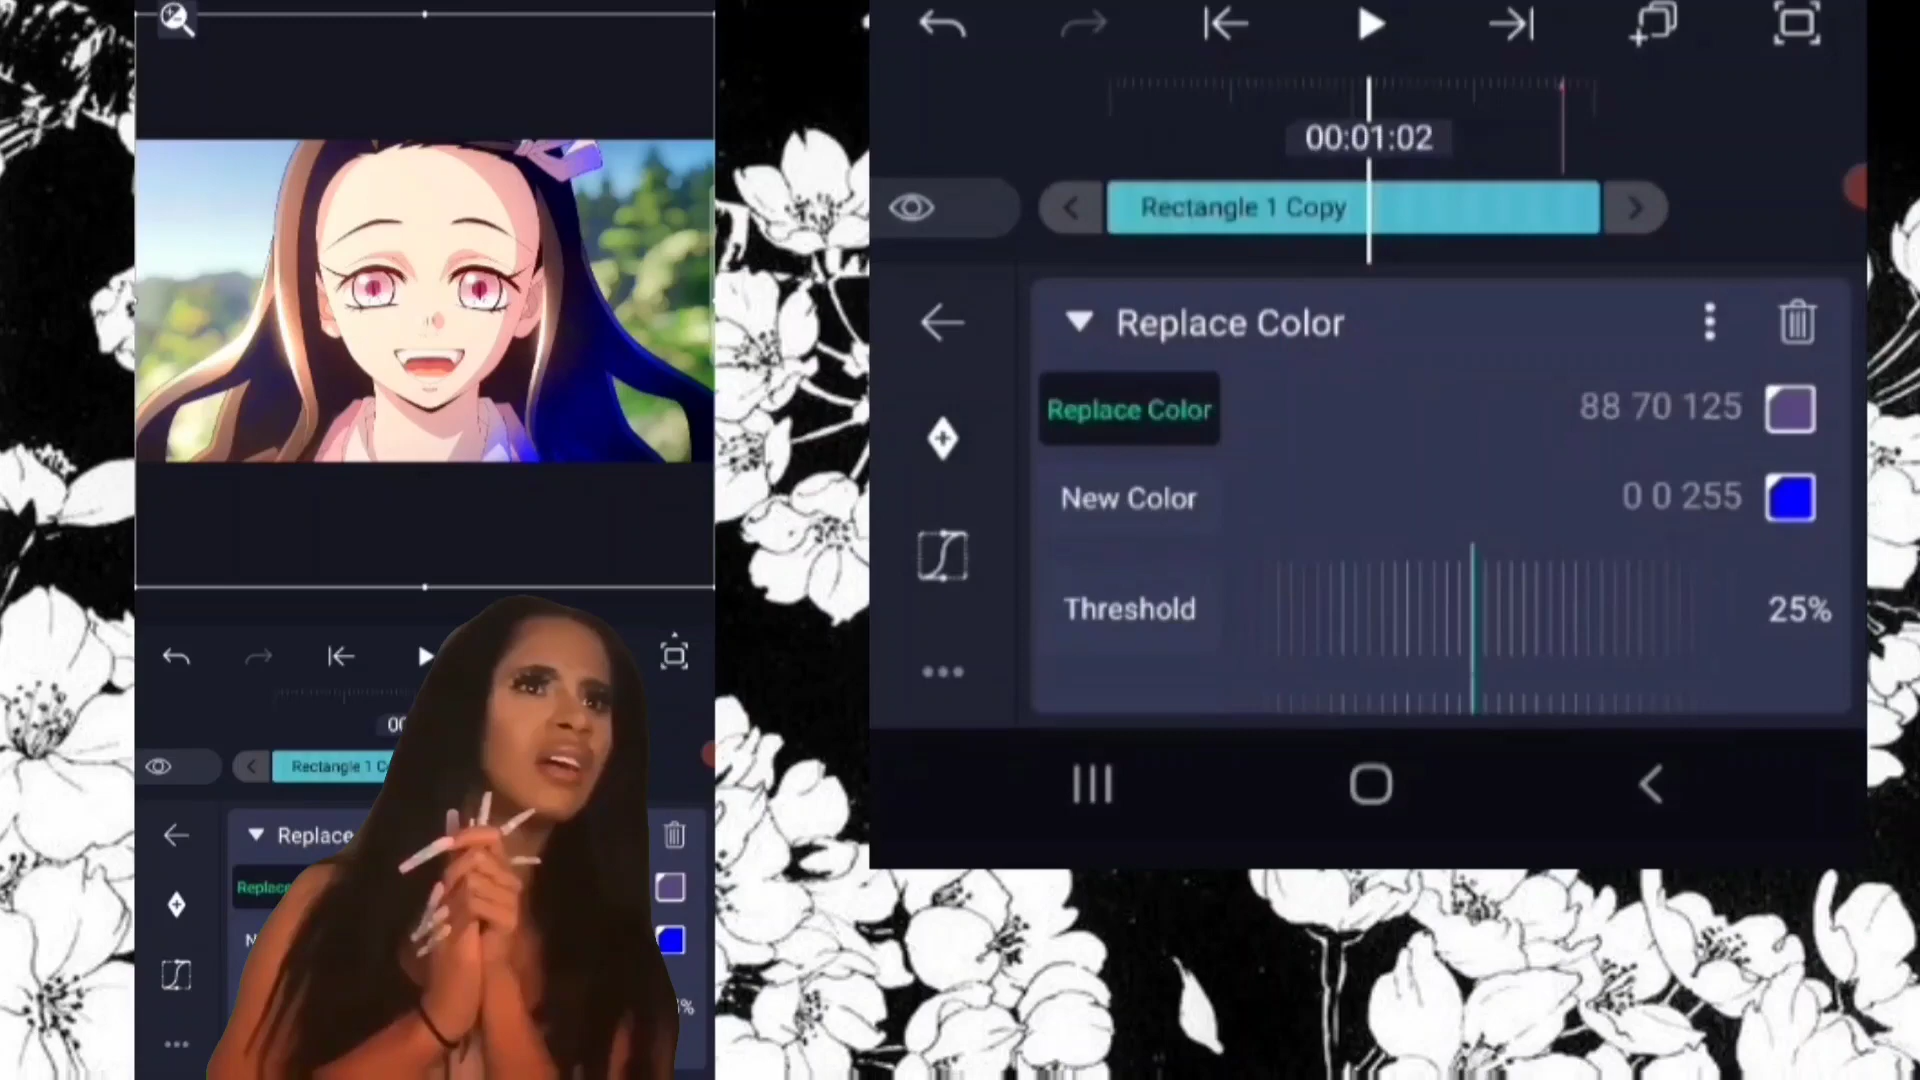 00:01:02
Rectangle 1 Copy
Replace Color
Replace Color
88 70 125
New Color
0 0 255
Threshold
25%
00
Rectangle 1 C
Replace
Replace
N
%